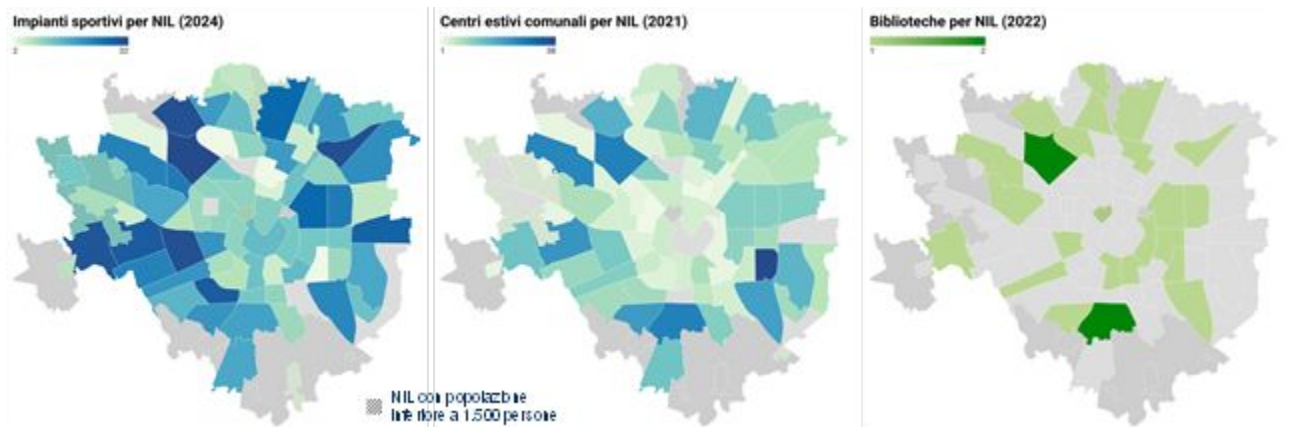 Impianti sportivi per NIL (2024)
2 22
Centri estivi comunali per NIL (2021)
1 38
Biblioteche per NIL (2022)
1 2
NIL con popolazione
inferiore a 1.500 persone